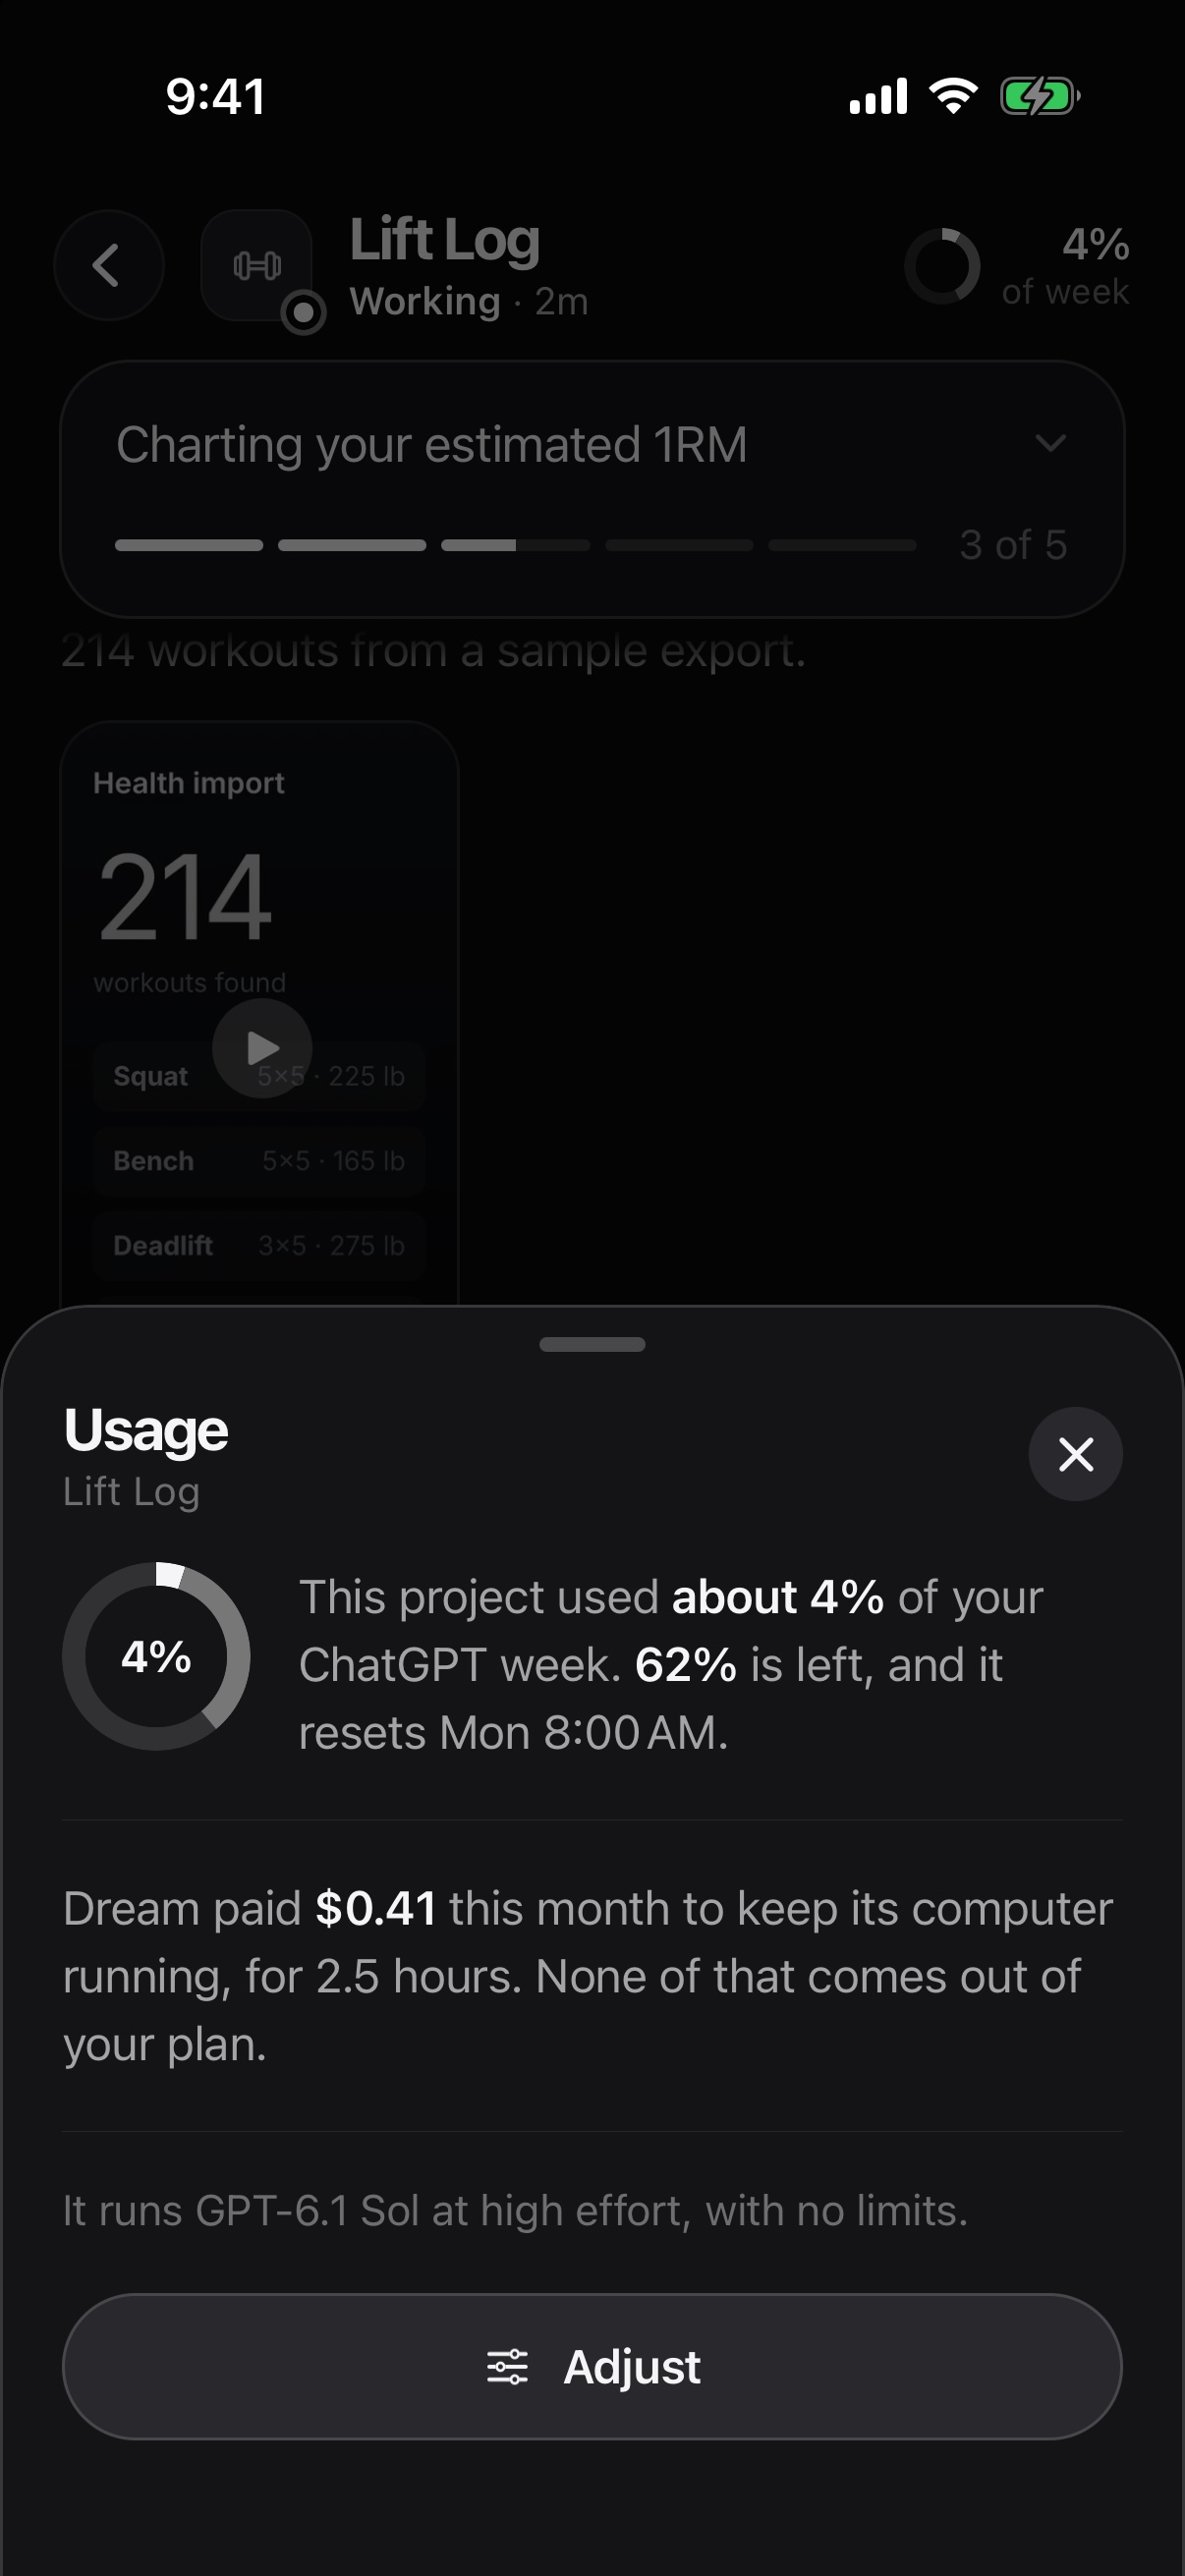 9:41
Lift Log
Working · 2m
4%
of week
Charting your estimated 1RM
3 of 5
214 workouts from a sample export.
Health import
214
workouts found
Squat 5×5 · 225 lb
Bench 5×5 · 165 lb
Deadlift 3×5 · 275 lb
Usage
Lift Log
4%
This project used about 4% of your
ChatGPT week. 62% is left, and it
resets Mon 8:00 AM.
Dream paid $0.41 this month to keep its computer
running, for 2.5 hours. None of that comes out of
your plan.
It runs GPT-6.1 Sol at high effort, with no limits.
Adjust